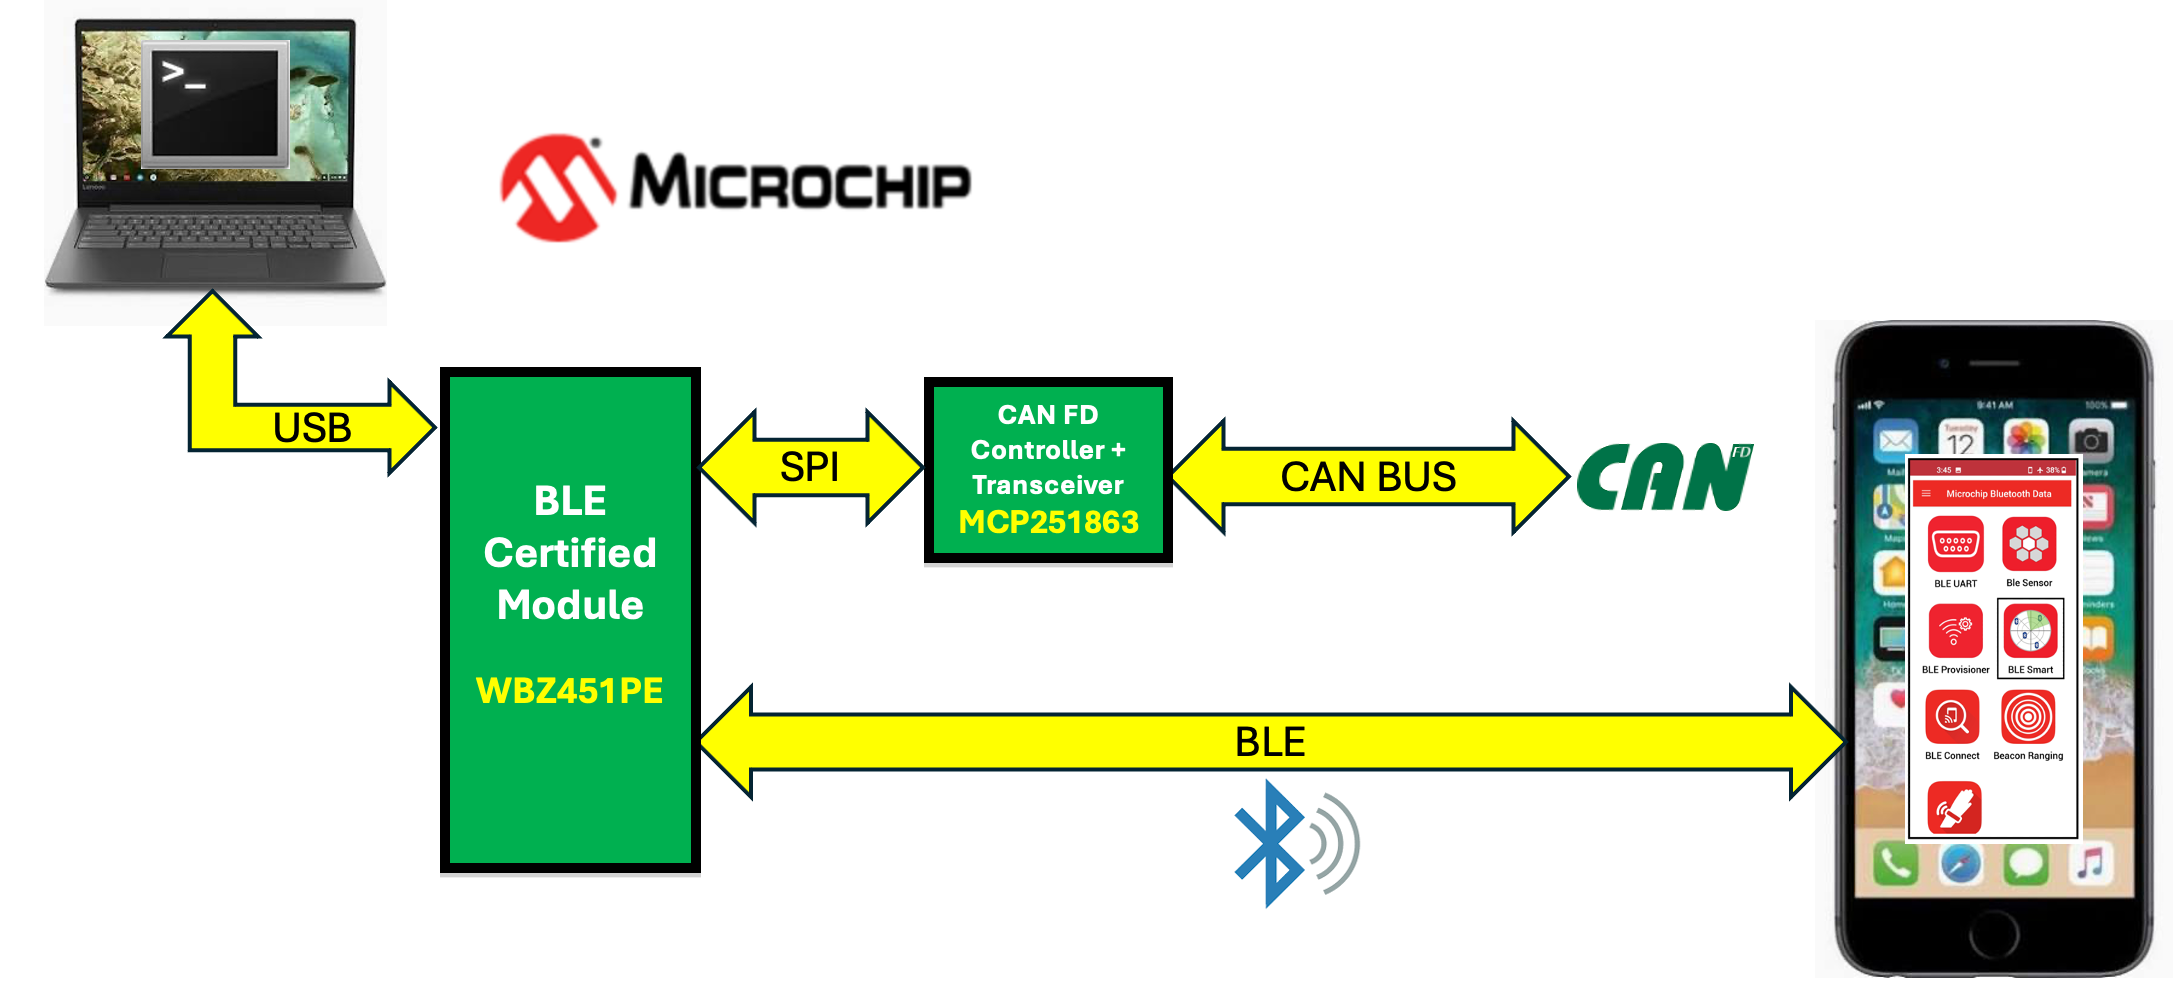 >_
Lenovo
MICROCHIP
USB
BLE
Certified
Module
WBZ451PE
SPI
CAN FD
Controller +
Transceiver
MCP251863
CAN BUS
CAN FD
BLE
9:41 AM
100%
Tuesday
12
3:45
38%
Microchip Bluetooth Data
BLE UART
Ble Sensor
BLE Provisioner
BLE Smart
BLE Connect
Beacon Ranging